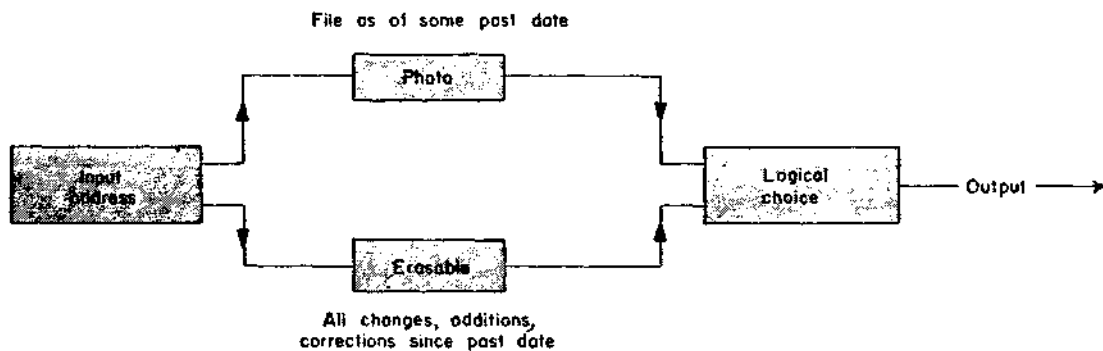 File as of some past date
Photo
Input
address
Logical
choice
Output
Erasable
All changes, additions,
corrections since past date